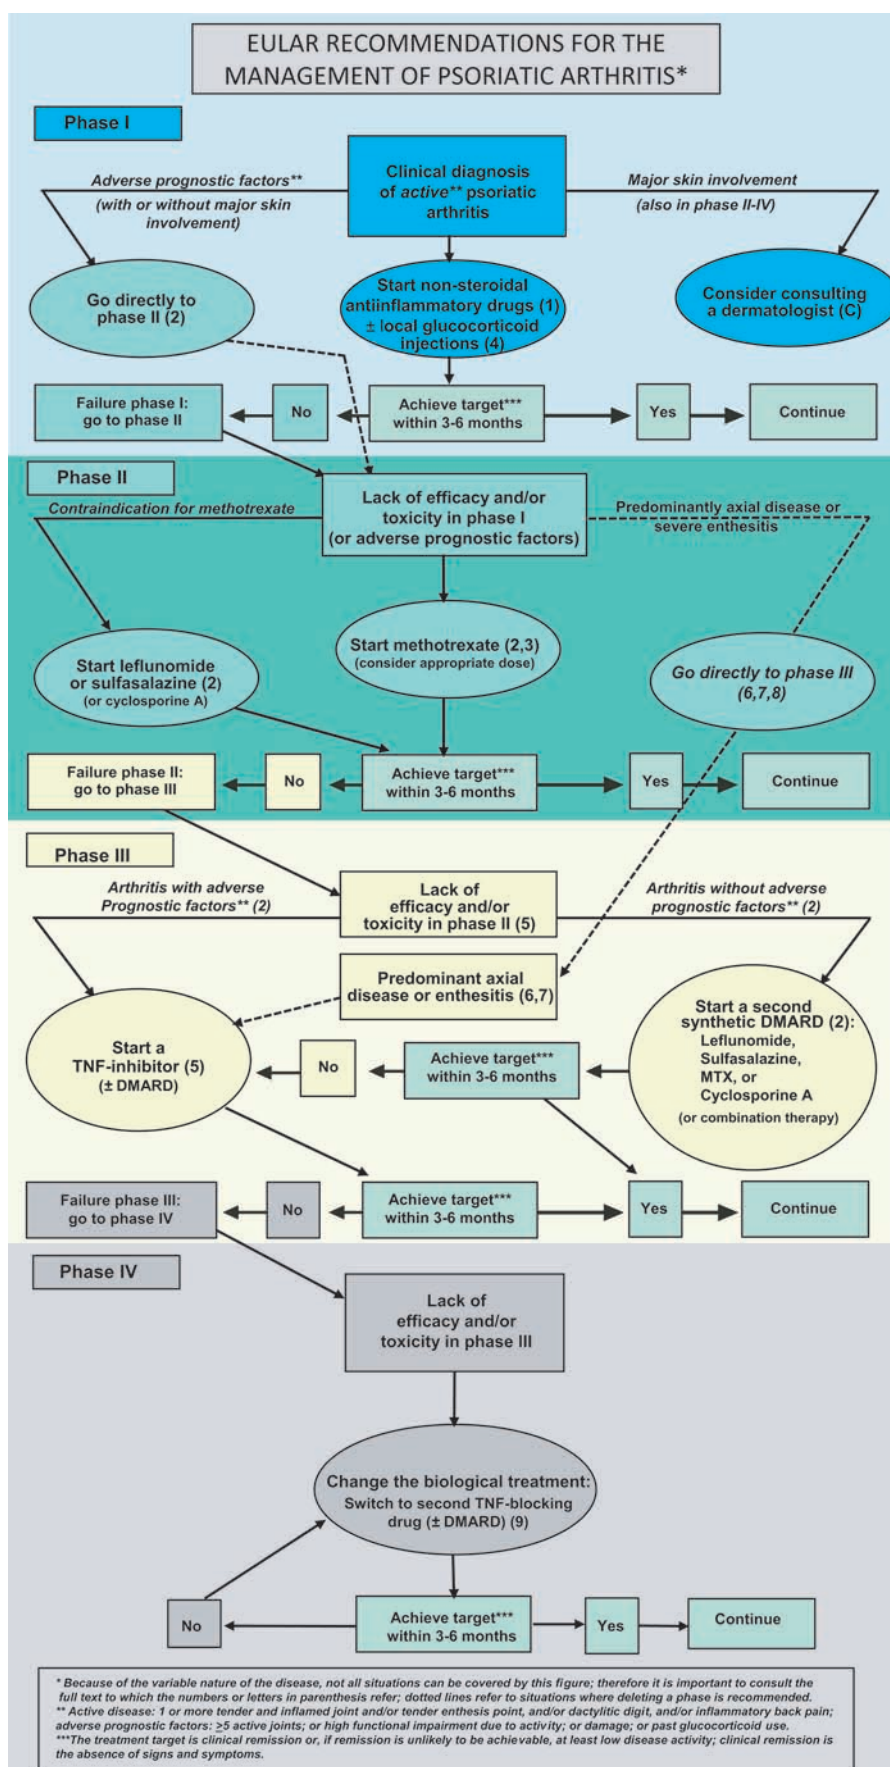 EULAR RECOMMENDATIONS FOR THE
MANAGEMENT OF PSORIATIC ARTHRITIS*
Phase I
Adverse prognostic factors**
(with or without major skin
involvement)
Clinical diagnosis
of active** psoriatic
arthritis
Major skin involvement
(also in phase II-IV)
Go directly to
phase II (2)
Start non-steroidal
antiinflammatory drugs (1)
± local glucocorticoid
injections (4)
Consider consulting
a dermatologist (C)
Failure phase I:
go to phase II
No
Achieve target***
within 3-6 months
Yes
Continue
Phase II
Contraindication for methotrexate
Lack of efficacy and/or
toxicity in phase I
(or adverse prognostic factors)
Predominantly axial disease or
severe enthesitis
Start leflunomide
or sulfasalazine (2)
(or cyclosporine A)
Start methotrexate (2,3)
(consider appropriate dose)
Go directly to phase III
(6,7,8)
Failure phase II:
go to phase III
No
Achieve target***
within 3-6 months
Yes
Continue
Phase III
Arthritis with adverse
Prognostic factors** (2)
Lack of
efficacy and/or
toxicity in phase II (5)
Arthritis without adverse
prognostic factors** (2)
Predominant axial
disease or enthesitis (6,7)
Start a
TNF-inhibitor (5)
(± DMARD)
No
Achieve target***
within 3-6 months
Start a second
synthetic DMARD (2):
Leflunomide,
Sulfasalazine,
MTX, or
Cyclosporine A
(or combination therapy)
Failure phase III:
go to phase IV
No
Achieve target***
within 3-6 months
Yes
Continue
Phase IV
Lack of
efficacy and/or
toxicity in phase III
Change the biological treatment:
Switch to second TNF-blocking
drug (± DMARD) (9)
No
Achieve target***
within 3-6 months
Yes
Continue
* Because of the variable nature of the disease, not all situations can be covered by this figure; therefore it is important to consult the
full text to which the numbers or letters in parenthesis refer; dotted lines refer to situations where deleting a phase is recommended.
** Active disease: 1 or more tender and inflamed joint and/or tender enthesis point, and/or dactylitic digit, and/or inflammatory back pain;
adverse prognostic factors: ≥5 active joints; or high functional impairment due to activity; or damage; or past glucocorticoid use.
***The treatment target is clinical remission or, if remission is unlikely to be achievable, at least low disease activity; clinical remission is
the absence of signs and symptoms.